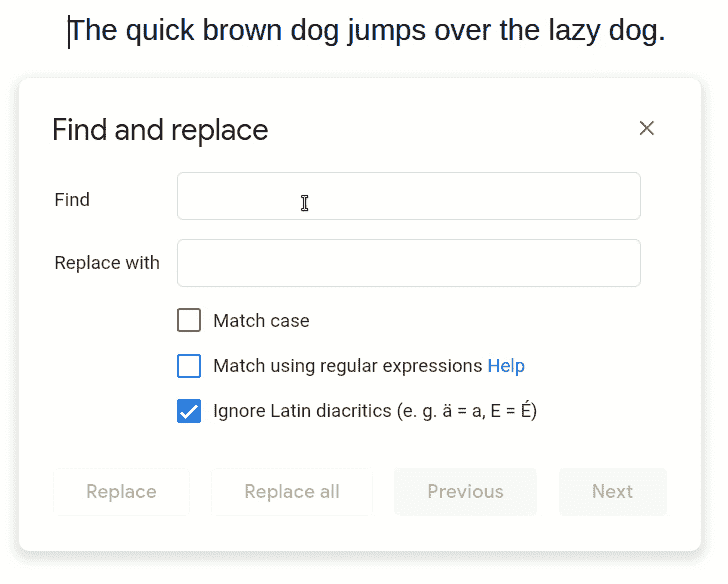 The quick brown dog jumps over the lazy dog.
Find and replace
Find
Replace with
Match case
Match using regular expressions Help
Ignore Latin diacritics (e. g. ä = a, E = É)
Replace Replace all Previous Next